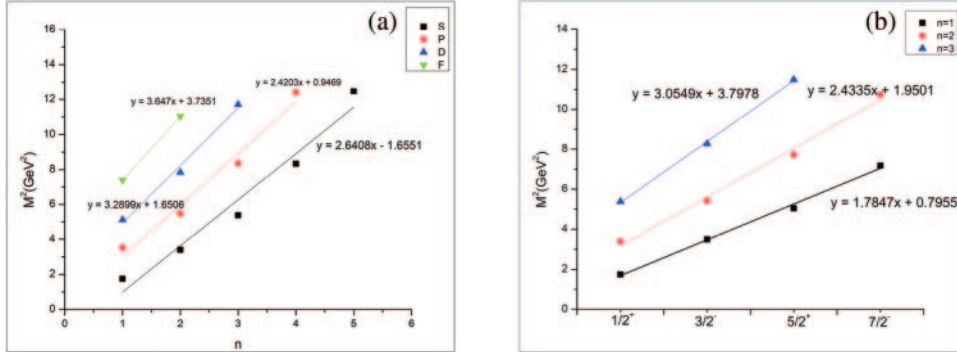 (a)
S
P
D
F
y = 3.647x + 3.7351
y = 2.4203x + 0.9469
y = 2.6408x - 1.6551
y = 3.2899x + 1.6506
M²(GeV²)
16
14
12
10
8
6
4
2
0
0 1 2 3 4 5 6
n
(b)
n=1
n=2
n=3
y = 3.0549x + 3.7978
y = 2.4335x + 1.9501
y = 1.7847x + 0.7955
M²(GeV²)
14
12
10
8
6
4
2
0
1/2⁺ 3/2⁻ 5/2⁺ 7/2⁻